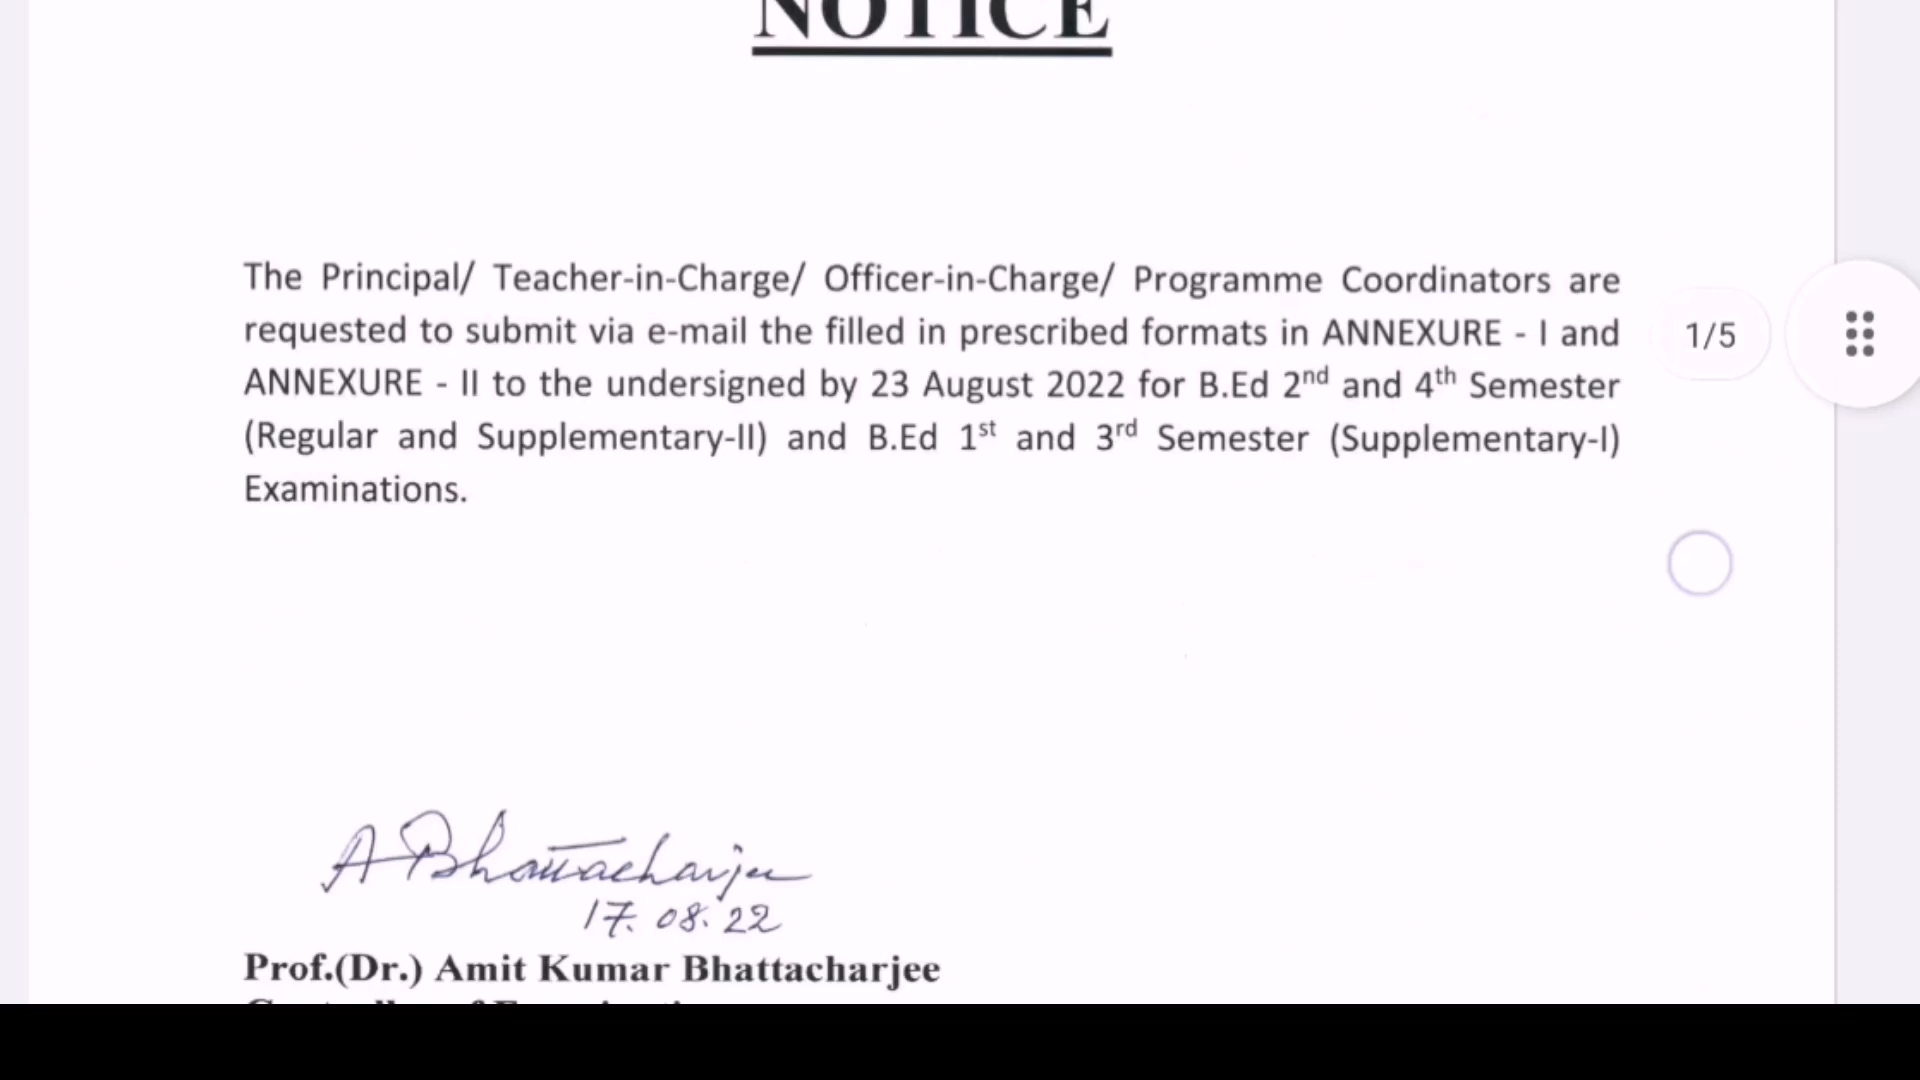 NOTICE
The Principal/ Teacher-in-Charge/ Officer-in-Charge/ Programme Coordinators are
requested to submit via e-mail the filled in prescribed formats in ANNEXURE - I and
ANNEXURE - II to the undersigned by 23 August 2022 for B.Ed 2nd and 4th Semester
(Regular and Supplementary-II) and B.Ed 1st and 3rd Semester (Supplementary-I)
Examinations.
1/5
A Bhattacharjee
17.08.22
Prof.(Dr.) Amit Kumar Bhattacharjee